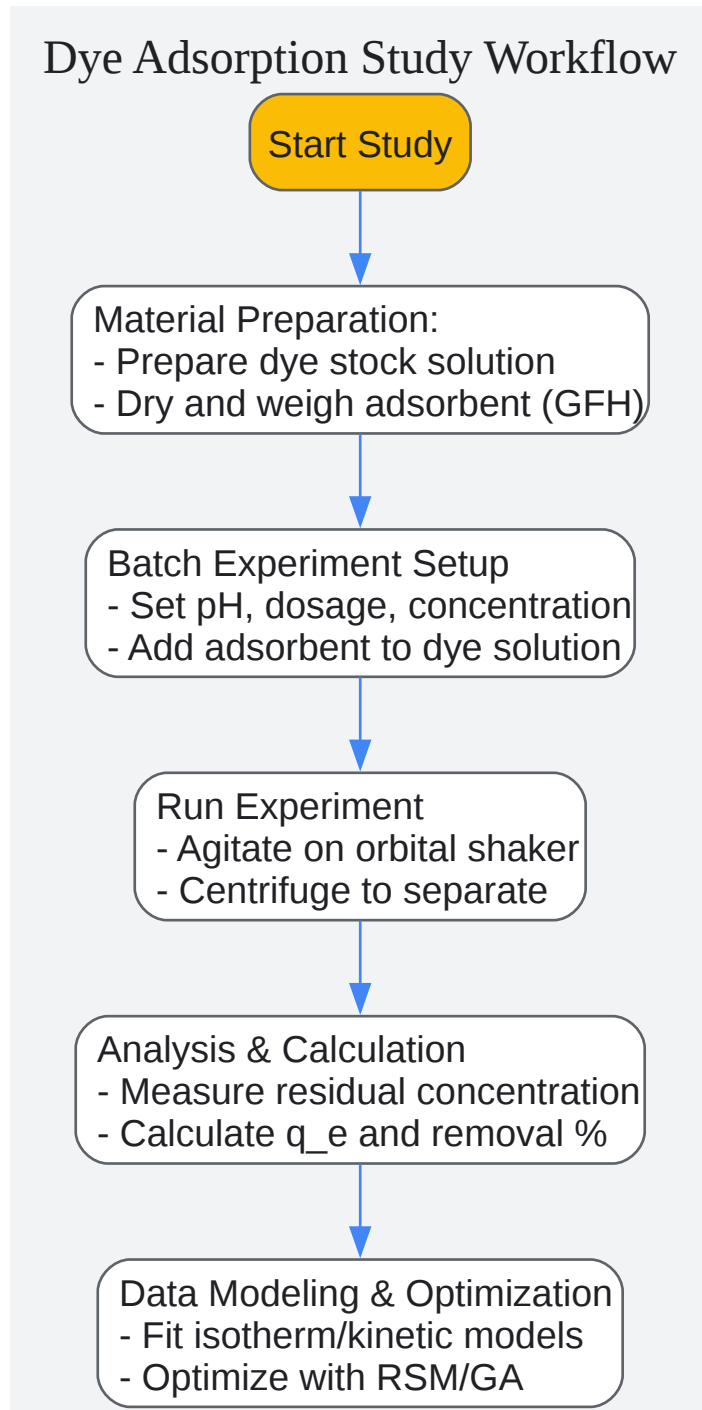 Dye Adsorption Study Workflow
Start Study
Material Preparation:
- Prepare dye stock solution
- Dry and weigh adsorbent (GFH)
Batch Experiment Setup
- Set pH, dosage, concentration
- Add adsorbent to dye solution
Run Experiment
- Agitate on orbital shaker
- Centrifuge to separate
Analysis & Calculation
- Measure residual concentration
- Calculate q_e and removal %
Data Modeling & Optimization
- Fit isotherm/kinetic models
- Optimize with RSM/GA